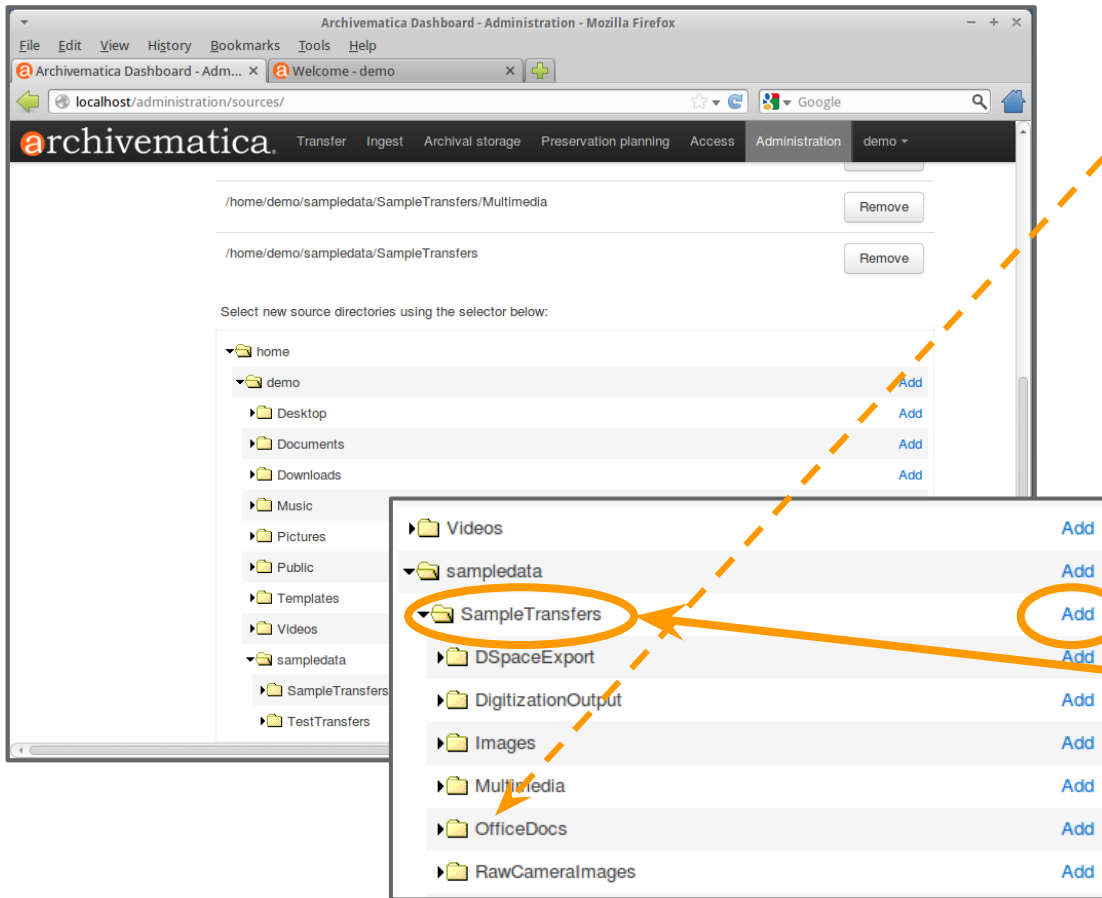 Archivematica Dashboard - Administration - Mozilla Firefox
File Edit View History Bookmarks Tools Help
Archivematica Dashboard - Adm... Welcome - demo
localhost/administration/sources/ Google
archivematica. Transfer Ingest Archival storage Preservation planning Access Administration demo
/home/demo/sampledata/SampleTransfers/Multimedia Remove
/home/demo/sampledata/SampleTransfers Remove
Select new source directories using the selector below:
home
demo Add
Desktop Add
Documents Add
Downloads Add
Music
Pictures
Public
Templates
Videos
sampledata
SampleTransfers
TestTransfers
Videos Add
sampledata Add
SampleTransfers Add
DSpaceExport Add
DigitizationOutput Add
Images Add
Multimedia Add
OfficeDocs Add
RawCameraImages Add